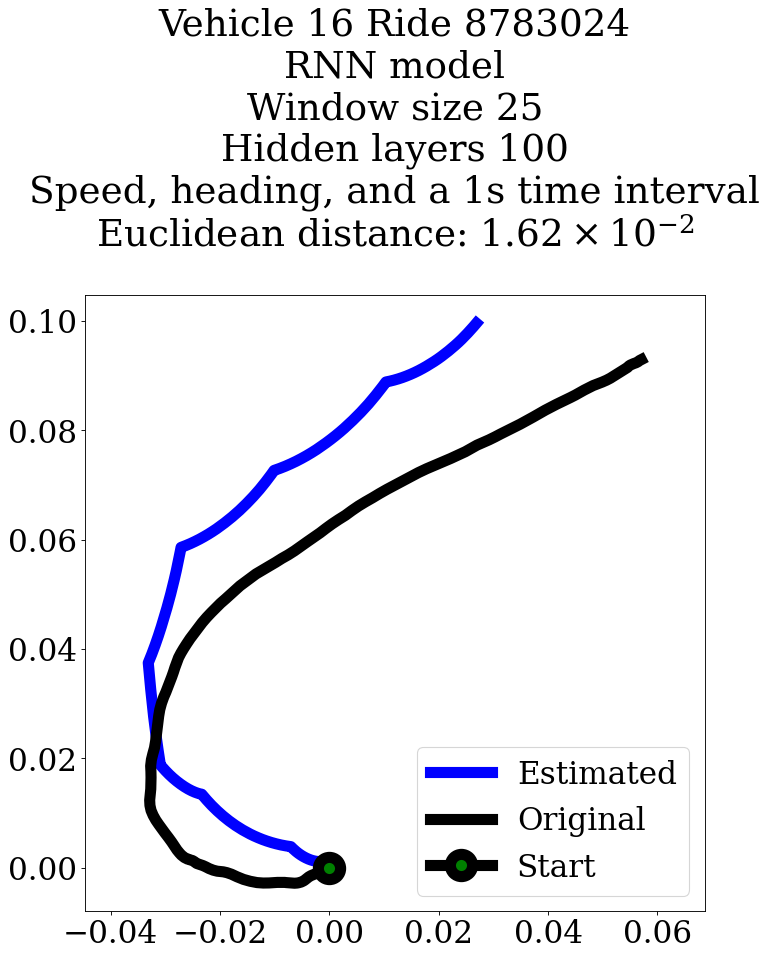 Vehicle 16 Ride 8783024
RNN model
Window size 25
Hidden layers 100
Speed, heading, and a 1s time interval
Euclidean distance: 1.62 × 10⁻²
0.10
0.08
0.06
0.04
0.02
0.00
Estimated
Original
Start
−0.04 −0.02 0.00 0.02 0.04 0.06